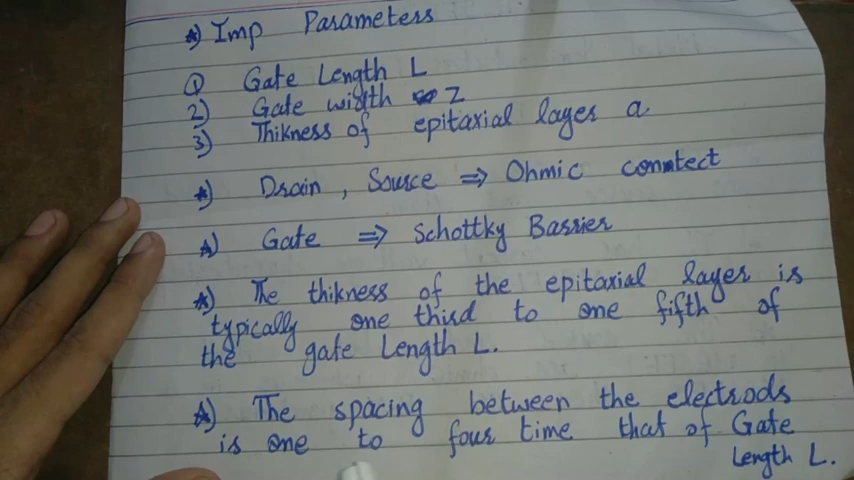 *) Imp Parameters
1) Gate Length L
2) Gate width Z
3) Thikness of epitaxial layer a
*) Drain , Source ⇒ Ohmic conntect
*) Gate ⇒ Schottky Barrier
*) The thikness of the epitaxial layer is
typically one third to one fifth of
the gate Length L.
*) The spacing between the electrods
is one to four time that of Gate
Length L.